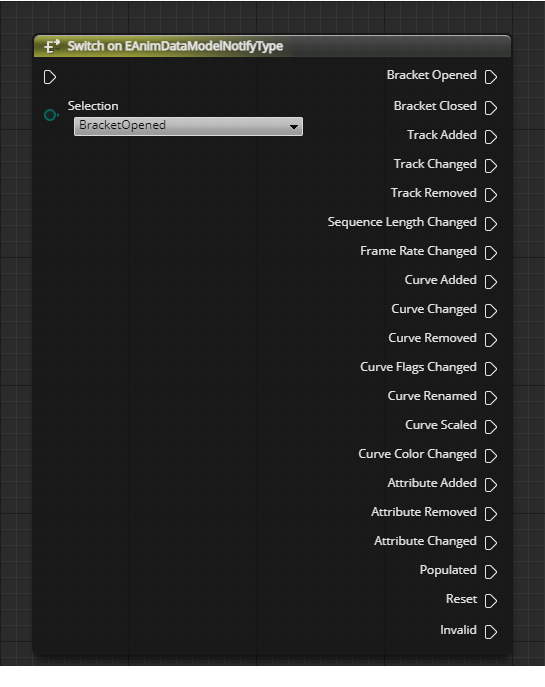 Switch on EAnimDataModelNotifyType
Bracket Opened
Selection
BracketOpened
Bracket Closed
Track Added
Track Changed
Track Removed
Sequence Length Changed
Frame Rate Changed
Curve Added
Curve Changed
Curve Removed
Curve Flags Changed
Curve Renamed
Curve Scaled
Curve Color Changed
Attribute Added
Attribute Removed
Attribute Changed
Populated
Reset
Invalid